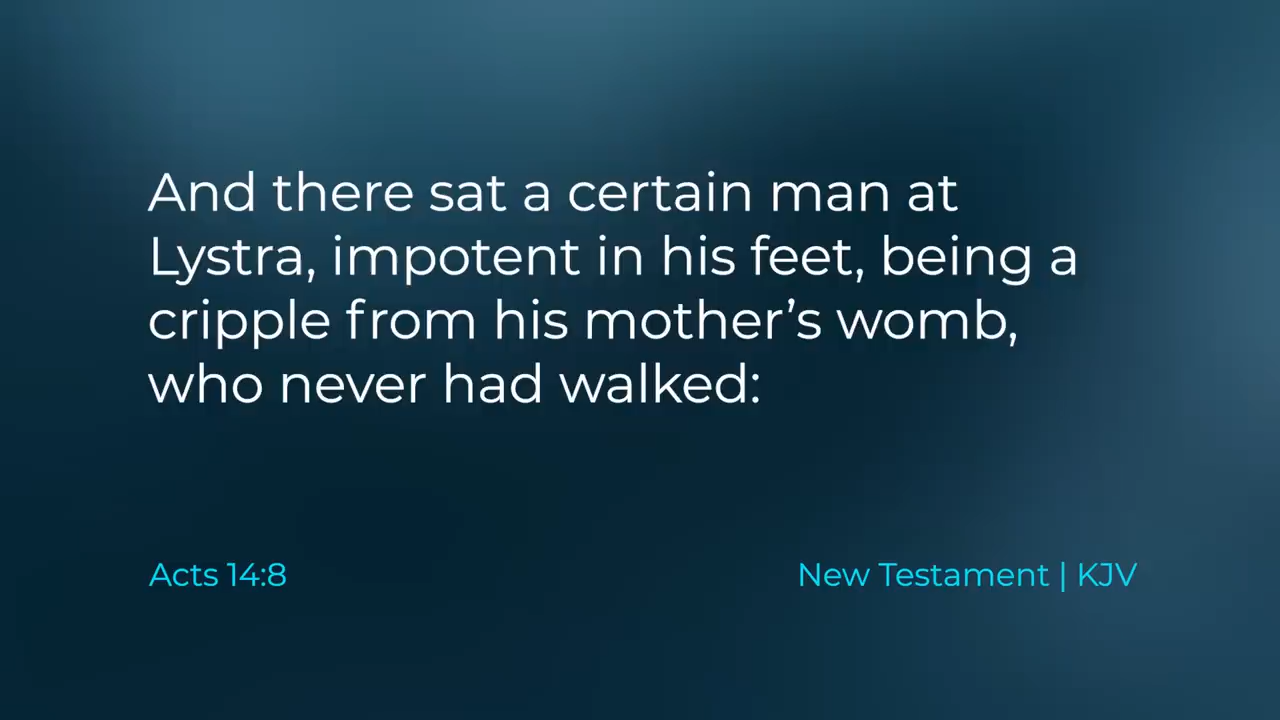 And there sat a certain man at
Lystra, impotent in his feet, being a
cripple from his mother’s womb,
who never had walked:
Acts 14:8
New Testament | KJV